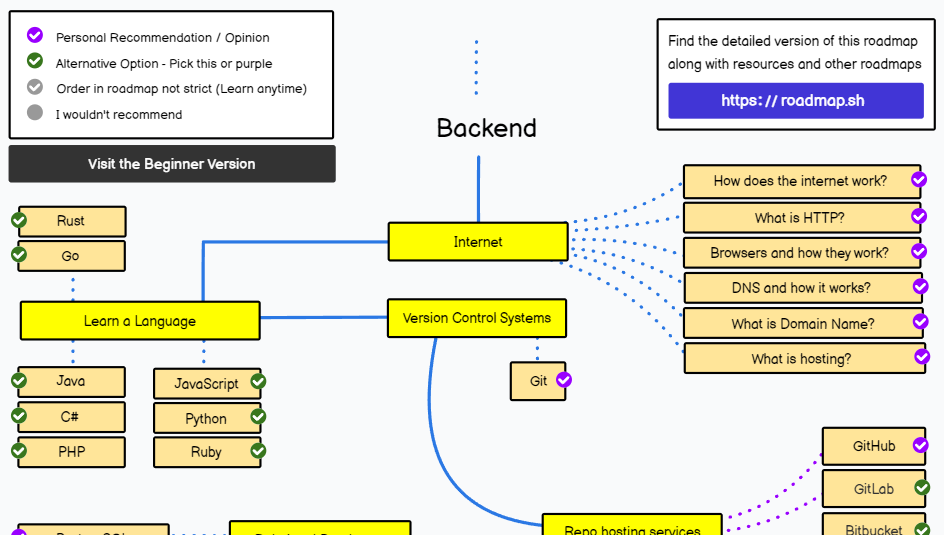 Personal Recommendation / Opinion
Alternative Option - Pick this or purple
Order in roadmap not strict (Learn anytime)
I wouldn't recommend
Visit the Beginner Version
Find the detailed version of this roadmap
along with resources and other roadmaps
https://roadmap.sh
Backend
Internet
How does the internet work?
What is HTTP?
Browsers and how they work?
DNS and how it works?
What is Domain Name?
What is hosting?
Rust
Go
Learn a Language
Java
C#
PHP
JavaScript
Python
Ruby
Version Control Systems
Git
Repo hosting services
GitHub
GitLab
Bitbucket